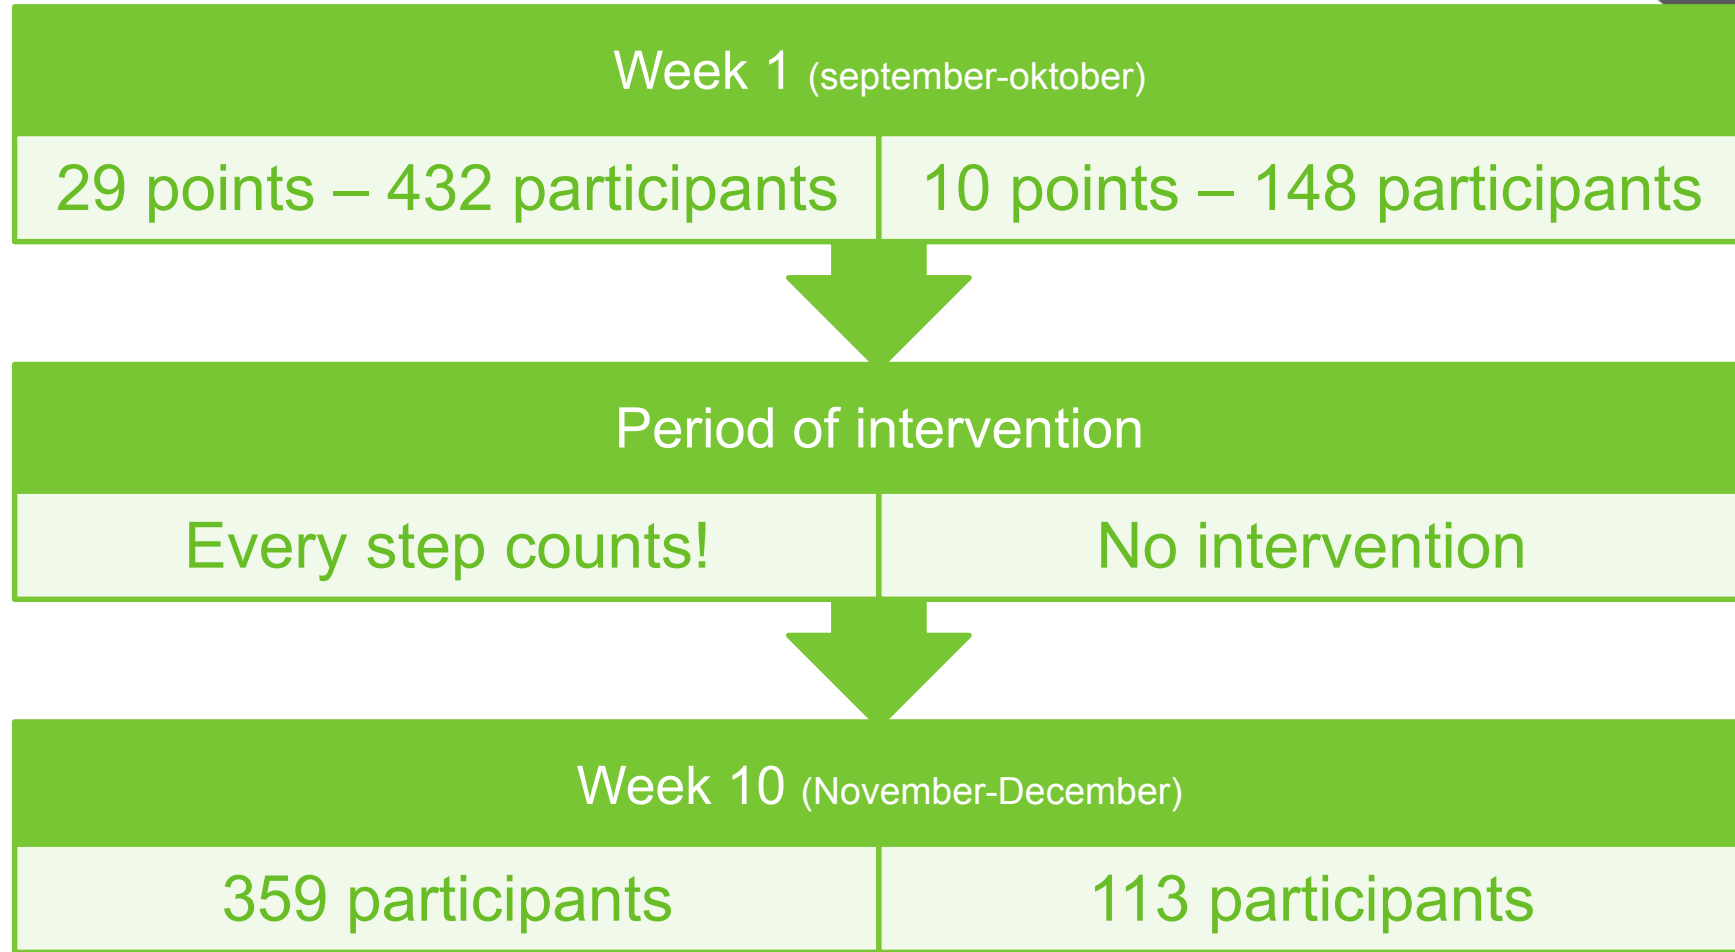 Week 1 (september-oktober)
29 points – 432 participants
10 points – 148 participants
Period of intervention
Every step counts!
No intervention
Week 10 (November-December)
359 participants
113 participants